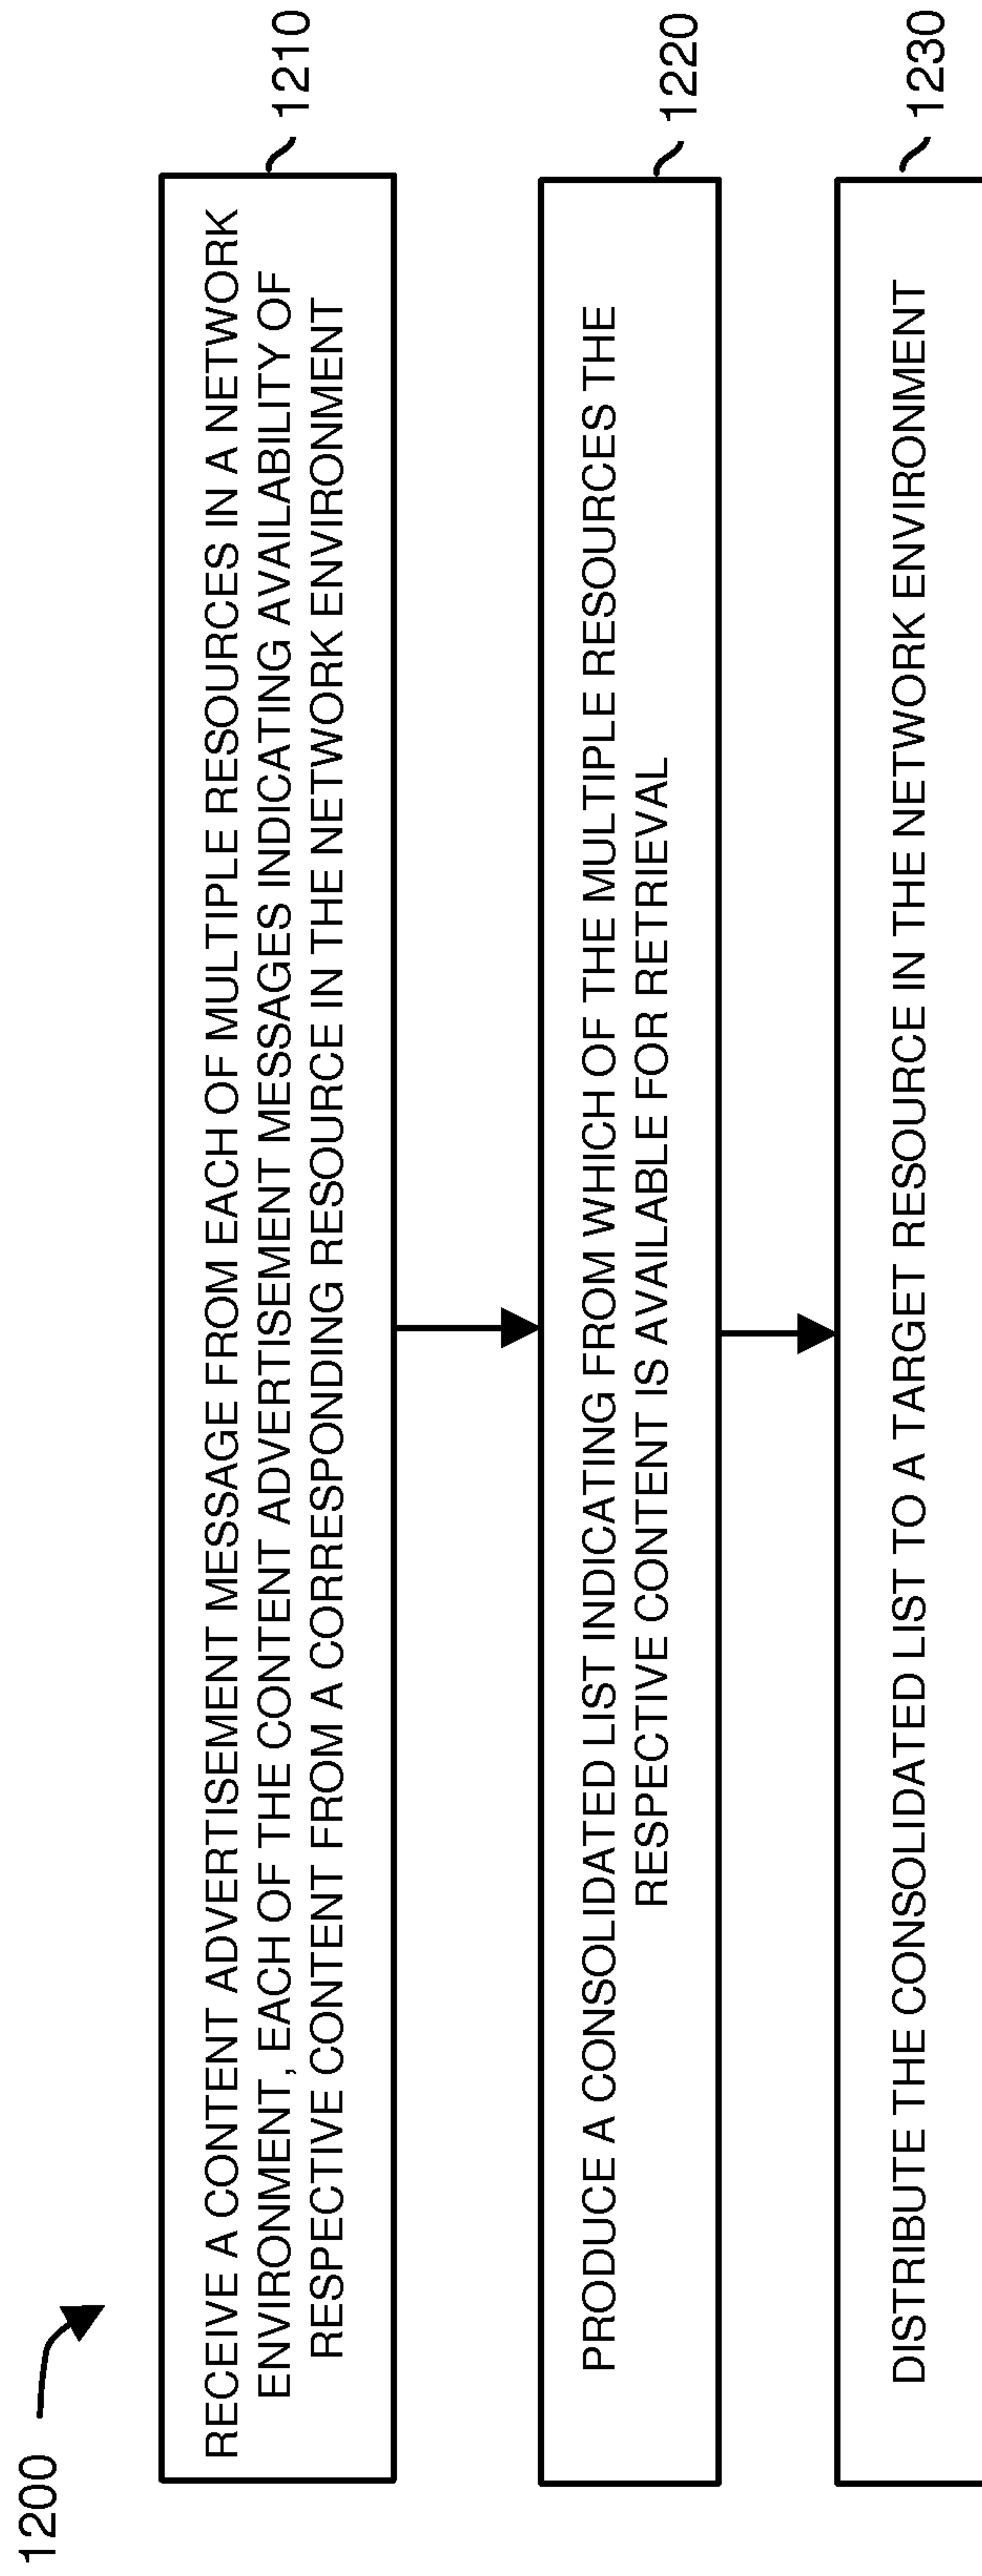 1200
RECEIVE A CONTENT ADVERTISEMENT MESSAGE FROM EACH OF MULTIPLE RESOURCES IN A NETWORK
ENVIRONMENT, EACH OF THE CONTENT ADVERTISEMENT MESSAGES INDICATING AVAILABILITY OF
RESPECTIVE CONTENT FROM A CORRESPONDING RESOURCE IN THE NETWORK ENVIRONMENT
1210
PRODUCE A CONSOLIDATED LIST INDICATING FROM WHICH OF THE MULTIPLE RESOURCES THE
RESPECTIVE CONTENT IS AVAILABLE FOR RETRIEVAL
1220
DISTRIBUTE THE CONSOLIDATED LIST TO A TARGET RESOURCE IN THE NETWORK ENVIRONMENT
1230